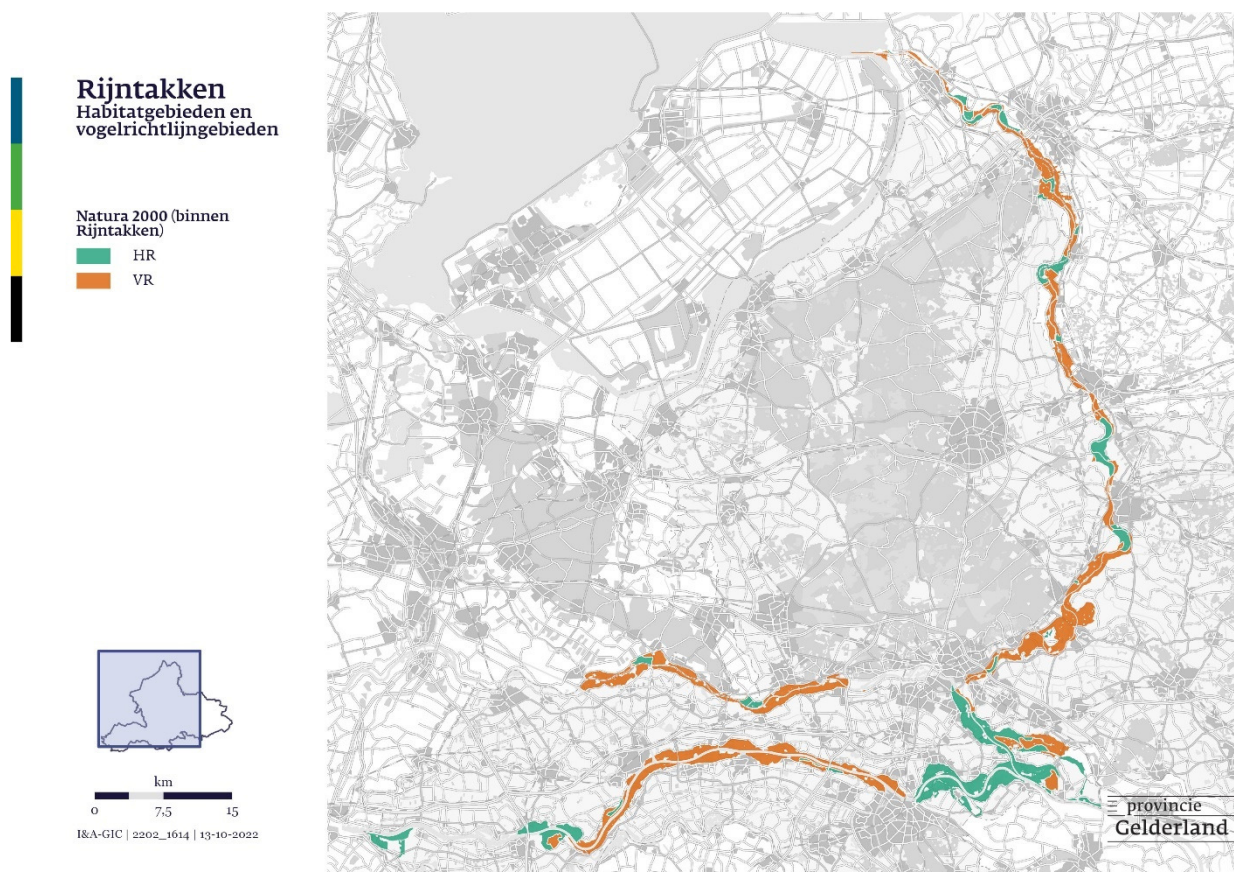 Rijntakken
Habitatgebieden en
vogelrichtlijngebieden
Natura 2000 (binnen
Rijntakken)
HR
VR
km
0 7,5 15
I&A-GIC | 2202_1614 | 13-10-2022
provincie
Gelderland